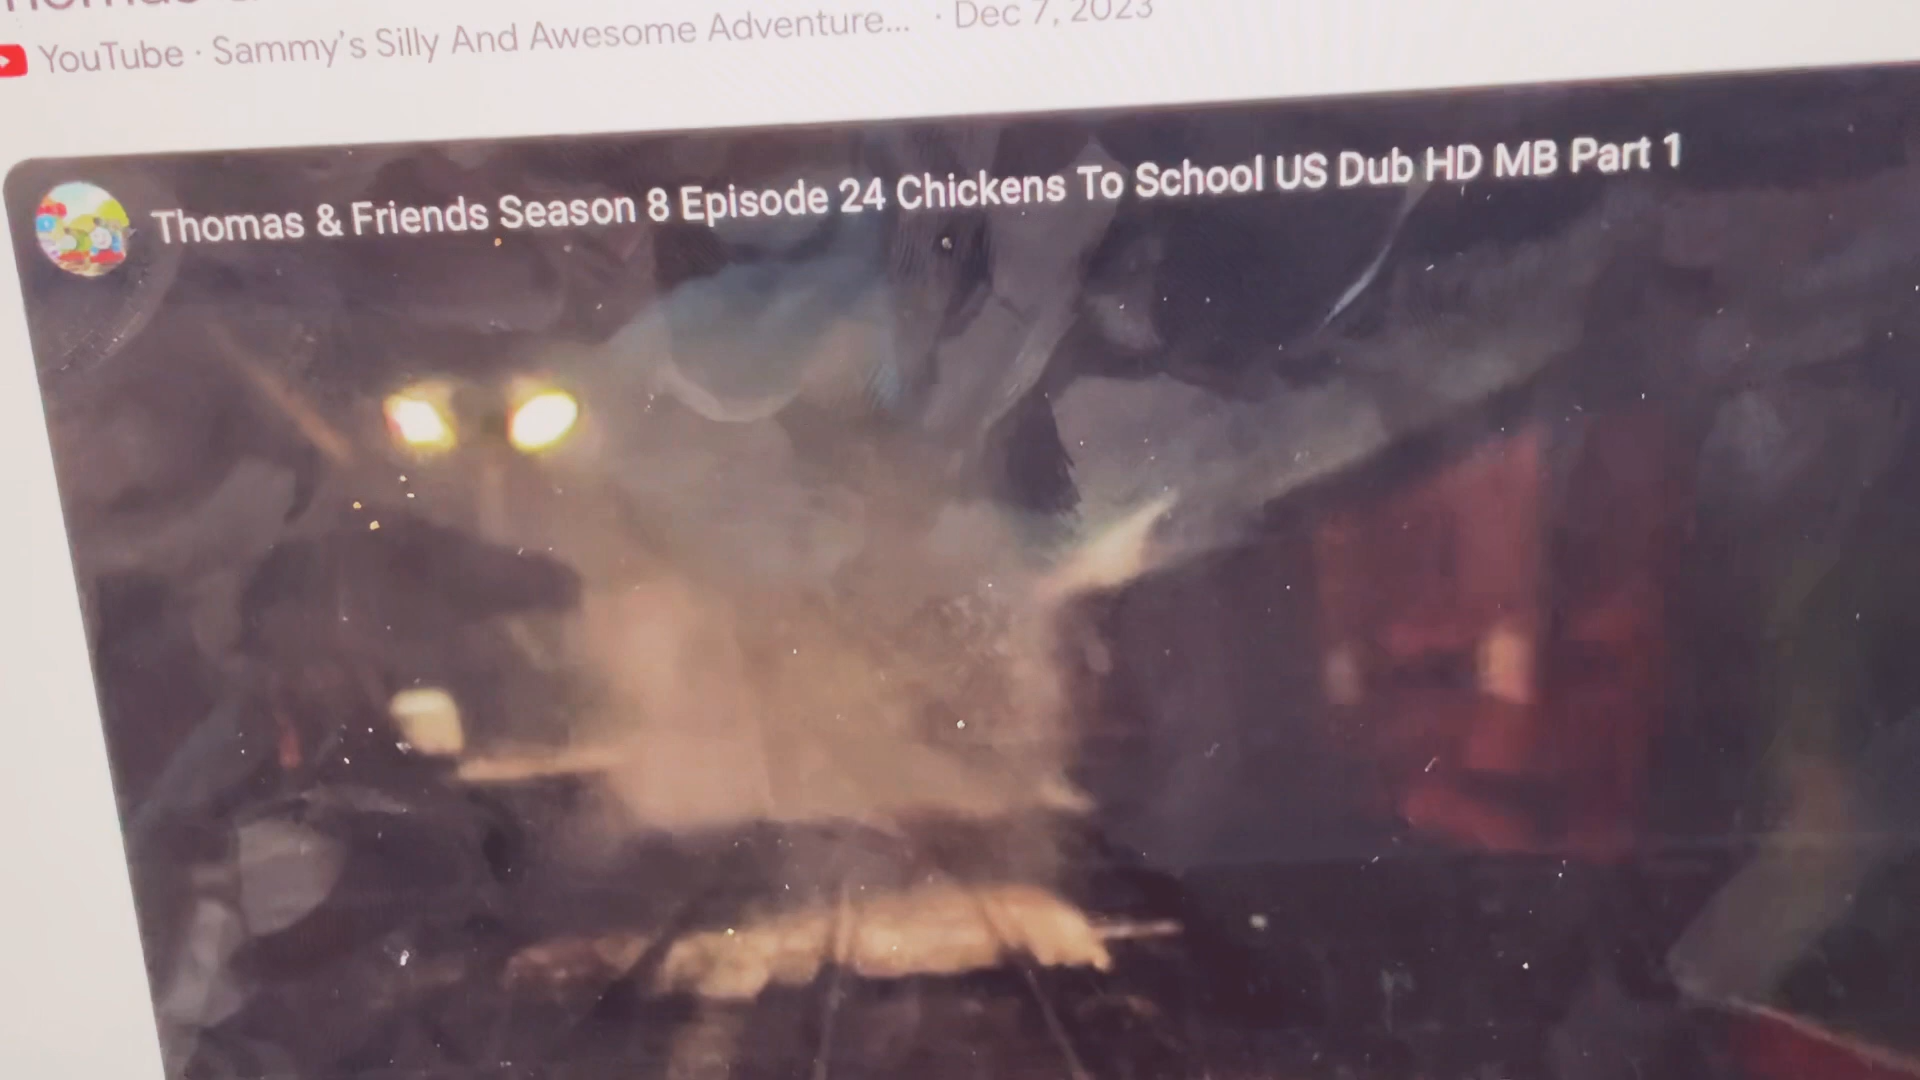 YouTube · Sammy's Silly And Awesome Adventure... · Dec 7, 2023
Thomas & Friends Season 8 Episode 24 Chickens To School US Dub HD MB Part 1